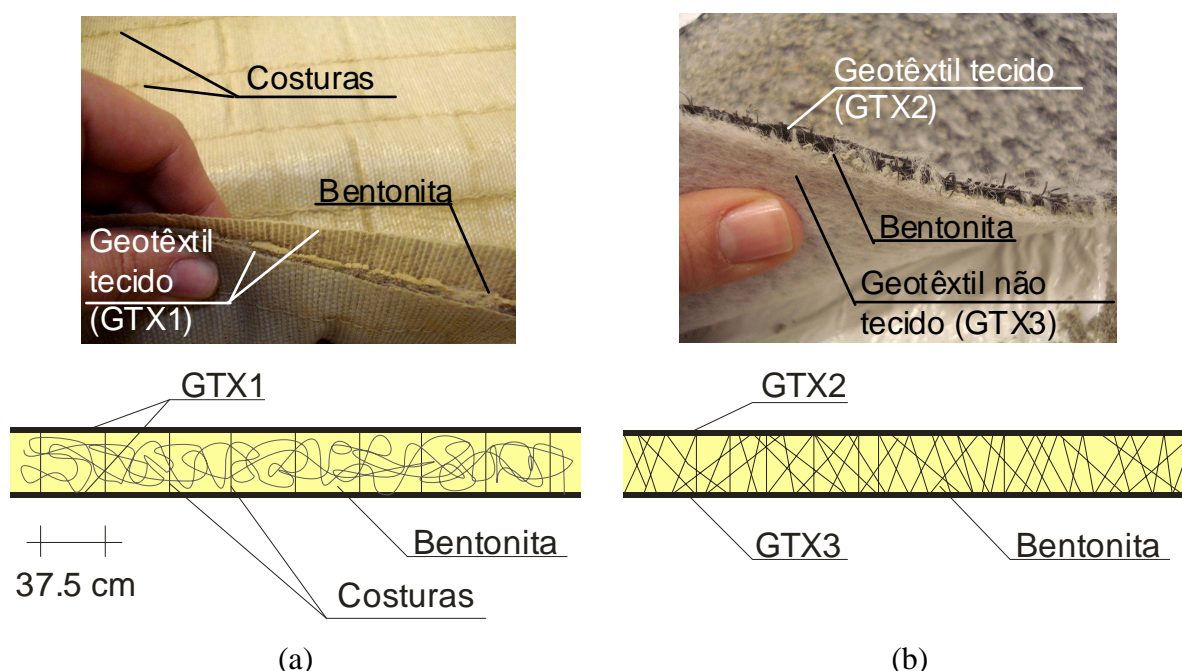 Costuras
Bentonita
Geotêxtil
tecido
(GTX1)
Geotêxtil tecido
(GTX2)
Bentonita
Geotêxtil não
tecido (GTX3)
GTX1
Bentonita
37.5 cm
Costuras
(a)
GTX2
GTX3
Bentonita
(b)